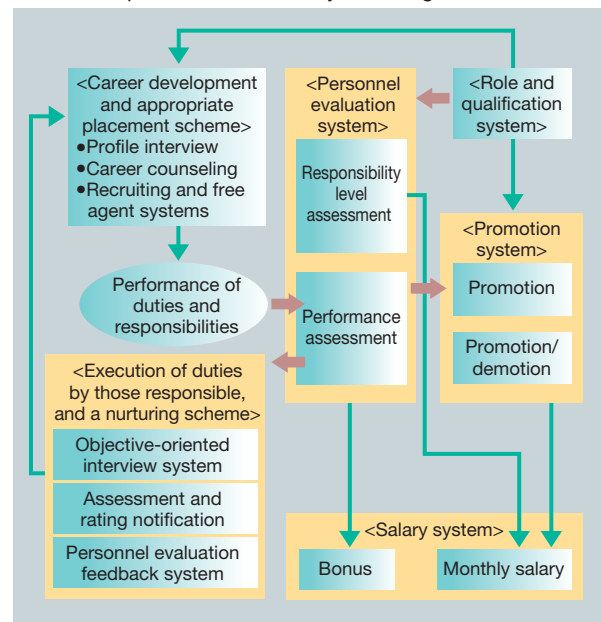 <Career development
and appropriate
placement scheme>
●Profile interview
●Career counseling
●Recruiting and free
agent systems
<Personnel
evaluation
system>
<Role and
qualification
system>
Responsibility
level
assessment
<Promotion
system>
Promotion
Promotion/
demotion
Performance of
duties and
responsibilities
Performance
assessment
<Execution of duties
by those responsible,
and a nurturing scheme>
Objective-oriented
interview system
Assessment and
rating notification
Personnel evaluation
feedback system
<Salary system>
Bonus
Monthly salary